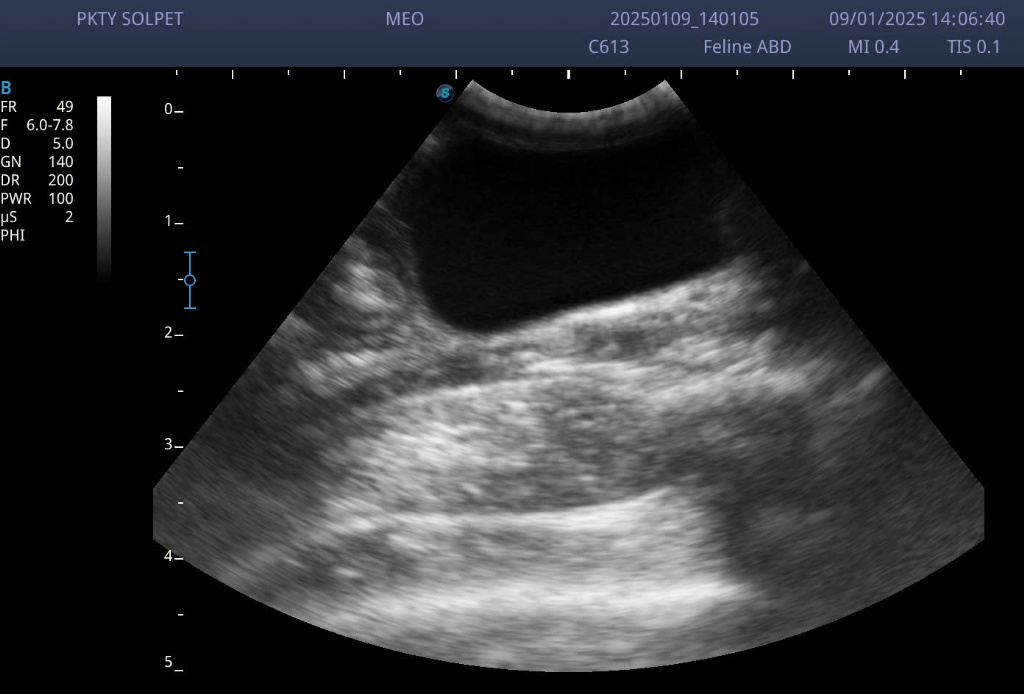 PKTY SOLPET MEO 20250109_140105 09/01/2025 14:06:40
C613 Feline ABD MI 0.4 TIS 0.1
B
FR 49
F 6.0-7.8
D 5.0
GN 140
DR 200
PWR 100
µS 2
PHI
S
0
1
2
3
4
5